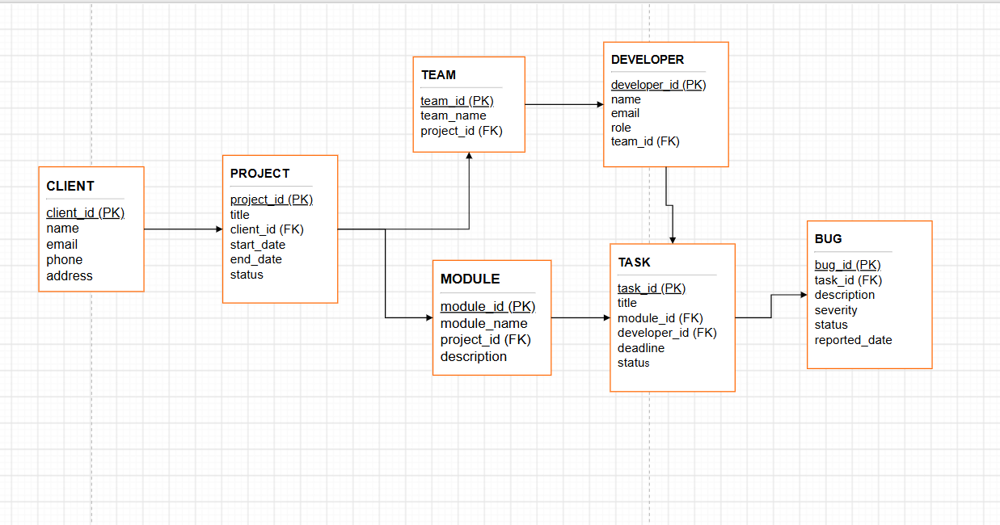 CLIENT
client_id (PK)
name
email
phone
address
PROJECT
project_id (PK)
title
client_id (FK)
start_date
end_date
status
TEAM
team_id (PK)
team_name
project_id (FK)
MODULE
module_id (PK)
module_name
project_id (FK)
description
DEVELOPER
developer_id (PK)
name
email
role
team_id (FK)
TASK
task_id (PK)
title
module_id (FK)
developer_id (FK)
deadline
status
BUG
bug_id (PK)
task_id (FK)
description
severity
status
reported_date